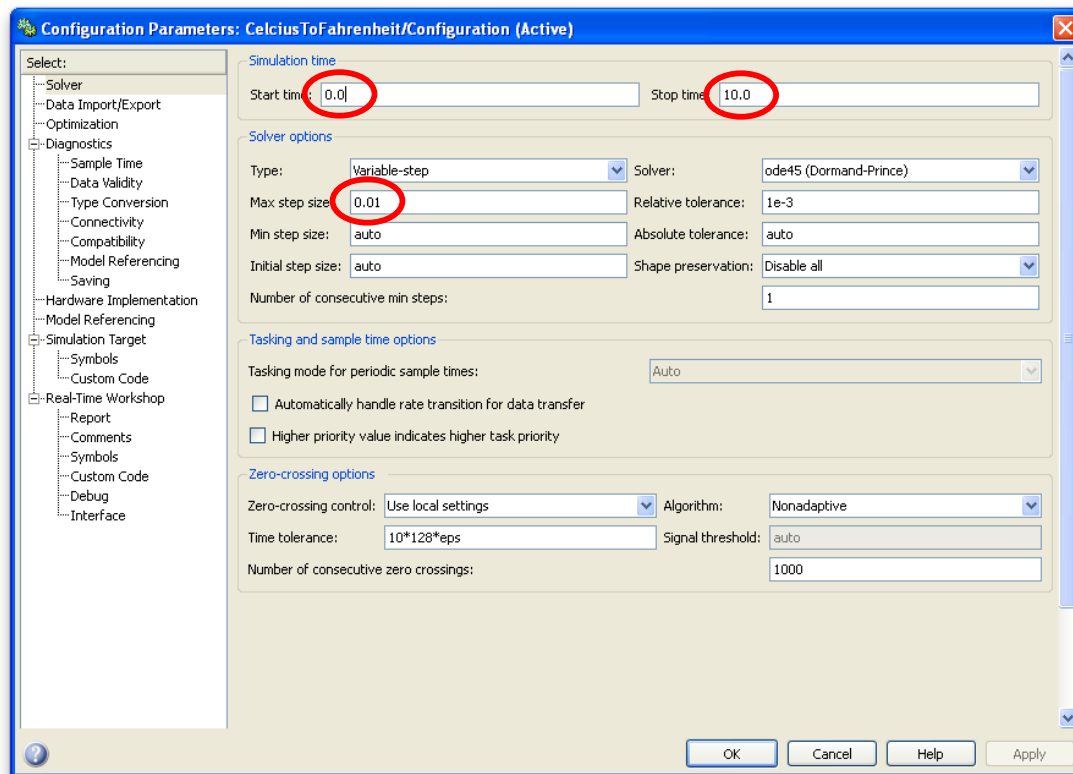 Configuration Parameters: CelciusToFahrenheit/Configuration (Active)
Select:
Solver
Data Import/Export
Optimization
Diagnostics
Sample Time
Data Validity
Type Conversion
Connectivity
Compatibility
Model Referencing
Saving
Hardware Implementation
Model Referencing
Simulation Target
Symbols
Custom Code
Real-Time Workshop
Report
Comments
Symbols
Custom Code
Debug
Interface
Simulation time
Start time: 0.0 Stop time: 10.0
Solver options
Type: Variable-step Solver: ode45 (Dormand-Prince)
Max step size: 0.01 Relative tolerance: 1e-3
Min step size: auto Absolute tolerance: auto
Initial step size: auto Shape preservation: Disable all
Number of consecutive min steps: 1
Tasking and sample time options
Tasking mode for periodic sample times: Auto
Automatically handle rate transition for data transfer
Higher priority value indicates higher task priority
Zero-crossing options
Zero-crossing control: Use local settings Algorithm: Nonadaptive
Time tolerance: 10*128*eps Signal threshold: auto
Number of consecutive zero crossings: 1000
OK Cancel Help Apply